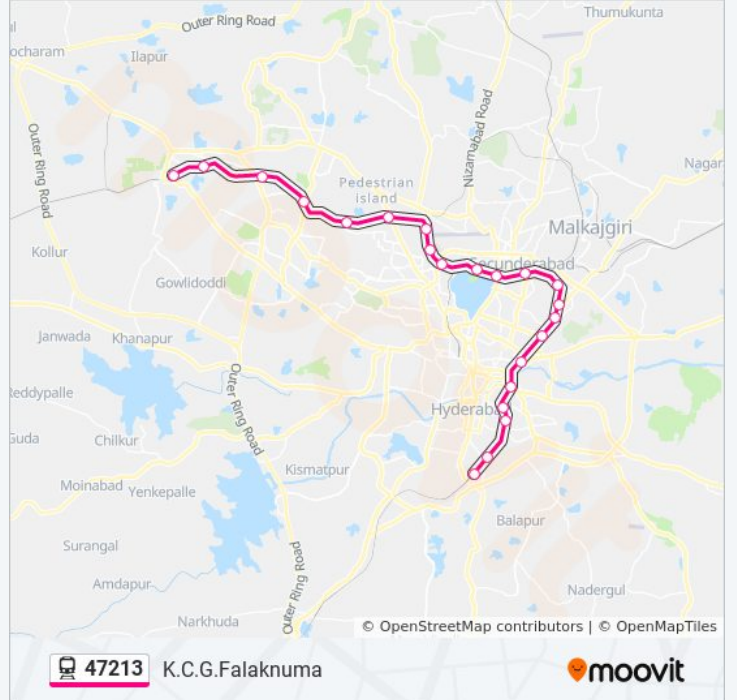 Thumukunta
Outer Ring Road
ocharam
Ilapur
Nizamabad Road
Outer Ring Road
Nagar
Pedestrian
island
Malkajgiri
Kollur
Secunderabad
Gowlidoddi
Janwada
Khanapur
Outer Ring Road
Reddypalle
Hyderabad
Guda
Chilkur
Kismatpur
Moinabad
Yenkepalle
Balapur
Surangal
Outer Ring Road
Amdapur
Nadergul
Narkhuda
© OpenStreetMap contributors | © OpenMapTiles
47213 K.C.G.Falaknuma
moovit